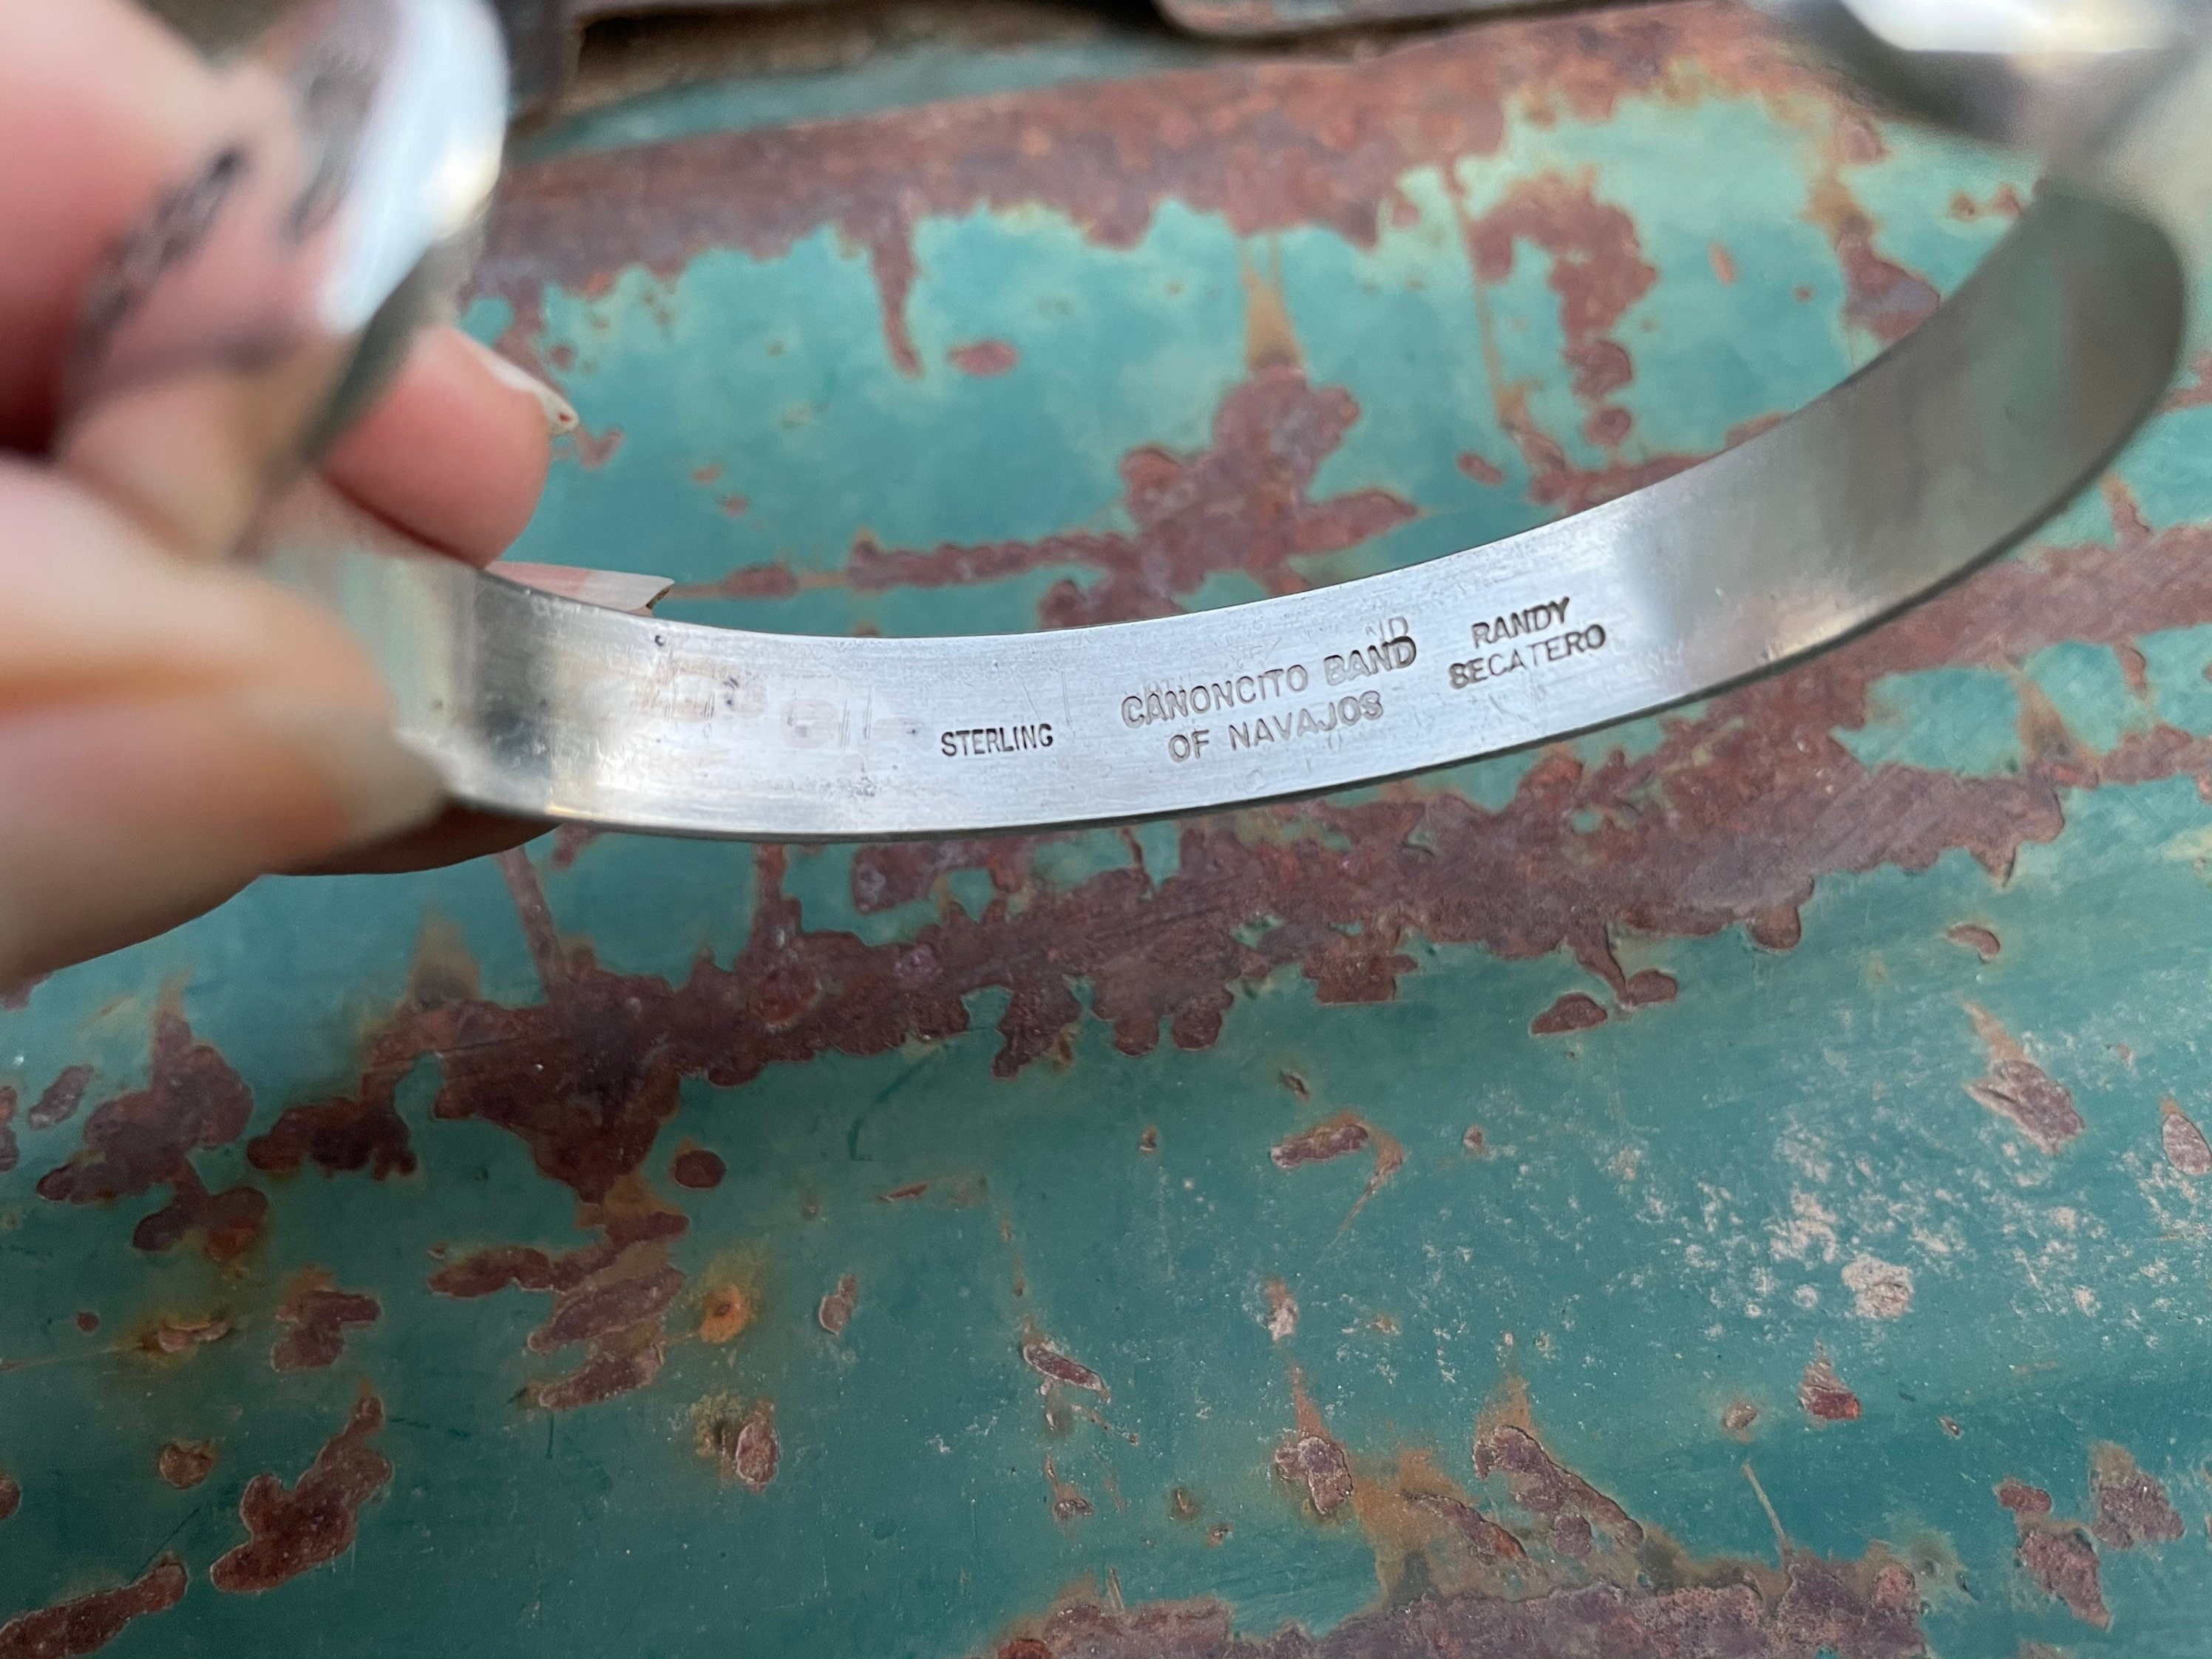 STERLING
CANONCITO BAND
OF NAVAJOS
RANDY
SECATERO